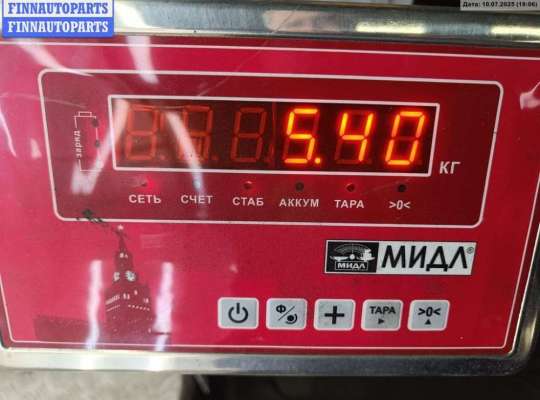 FINNAUTOPARTS
FINNAUTOPARTS
Дата: 10.07.2025 (16:06)
заряд
5.40
КГ
СЕТЬ СЧЕТ СТАБ АККУМ ТАРА >0<
МИДЛ
МИДЛ®
Ф/ + ТАРА >0<